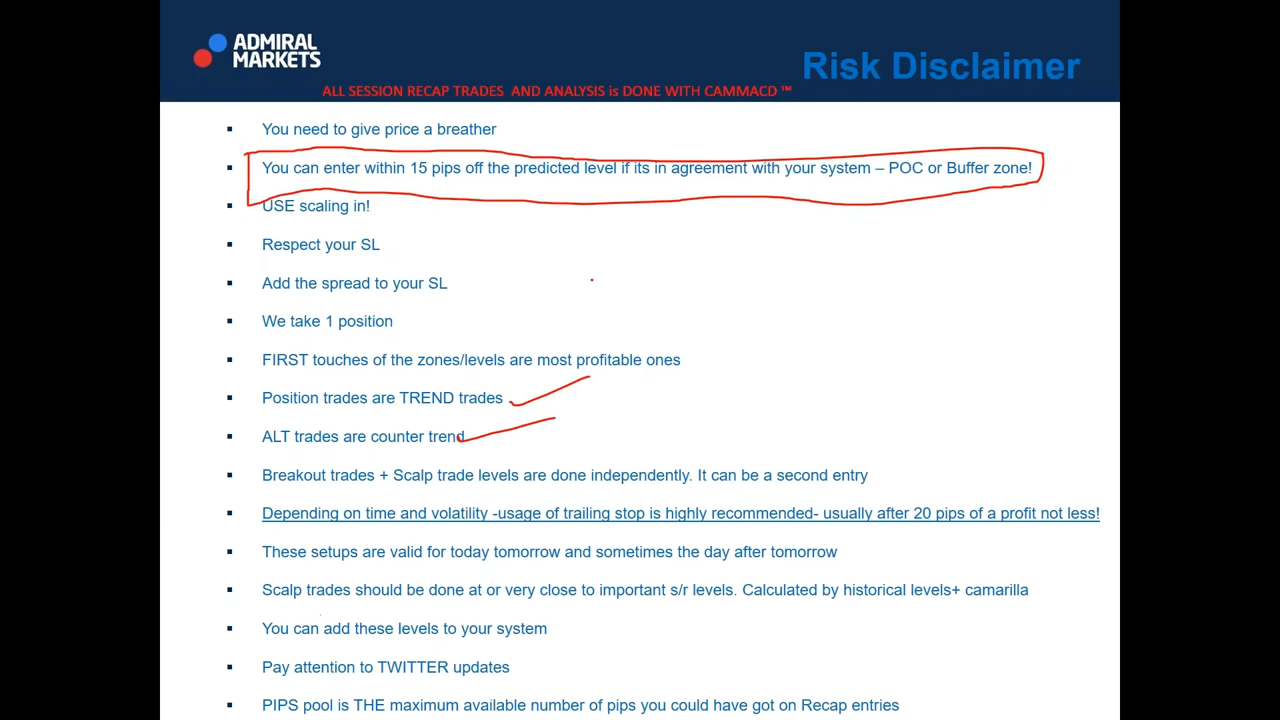 ADMIRAL
MARKETS
Risk Disclaimer
ALL SESSION RECAP TRADES AND ANALYSIS is DONE WITH CAMMACD ™
▪ You need to give price a breather
▪ You can enter within 15 pips off the predicted level if its in agreement with your system – POC or Buffer zone!
▪ USE scaling in!
▪ Respect your SL
▪ Add the spread to your SL
▪ We take 1 position
▪ FIRST touches of the zones/levels are most profitable ones
▪ Position trades are TREND trades
▪ ALT trades are counter trend
▪ Breakout trades + Scalp trade levels are done independently. It can be a second entry
▪ Depending on time and volatility -usage of trailing stop is highly recommended- usually after 20 pips of a profit not less!
▪ These setups are valid for today tomorrow and sometimes the day after tomorrow
▪ Scalp trades should be done at or very close to important s/r levels. Calculated by historical levels+ camarilla
▪ You can add these levels to your system
▪ Pay attention to TWITTER updates
▪ PIPS pool is THE maximum available number of pips you could have got on Recap entries